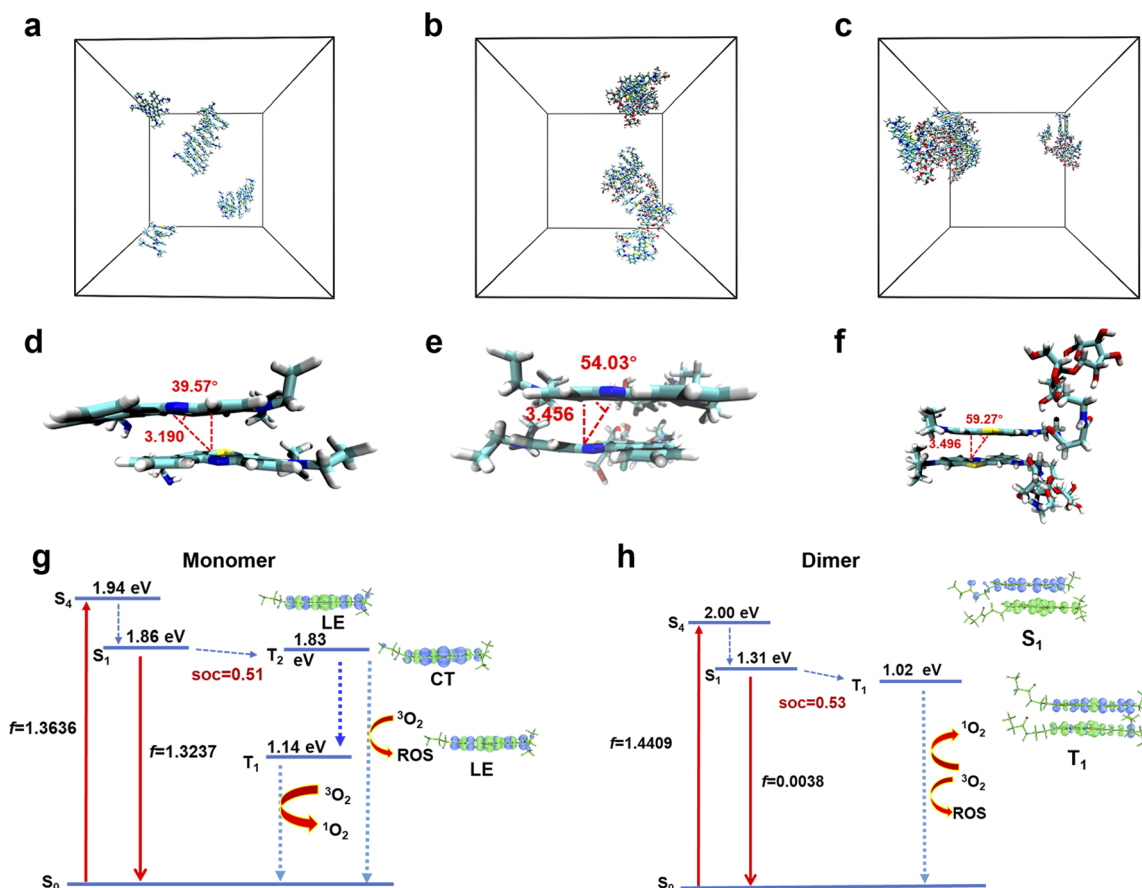 a
b
c
d
39.57°
3.190
e
54.03°
3.456
f
59.27°
3.496
g
Monomer
S4
1.94 eV
LE
S1
1.86 eV
T2
1.83
eV
soc=0.51
CT
f=1.3636
f=1.3237
³O₂
ROS
LE
T1
1.14 eV
³O₂
¹O₂
S0
h
Dimer
S4
2.00 eV
S1
S1
1.31 eV
T1
1.02 eV
soc=0.53
f=1.4409
f=0.0038
¹O₂
³O₂
ROS
T1
S0